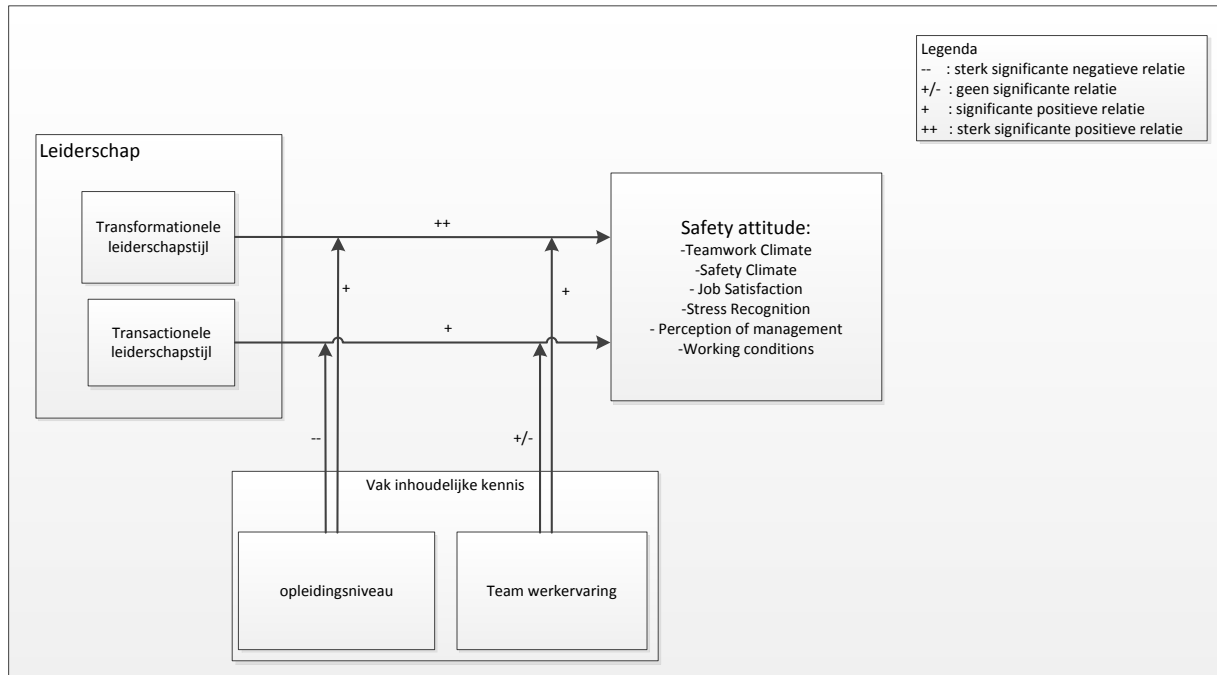 Legenda
-- : sterk significante negatieve relatie
+/- : geen significante relatie
+ : significante positieve relatie
++ : sterk significante positieve relatie
Leiderschap
Transformationele
leiderschapstijl
Transactionele
leiderschapstijl
++
+
+
+
--
+/-
Safety attitude:
-Teamwork Climate
-Safety Climate
- Job Satisfaction
-Stress Recognition
- Perception of management
-Working conditions
Vak inhoudelijke kennis
opleidingsniveau
Team werkervaring